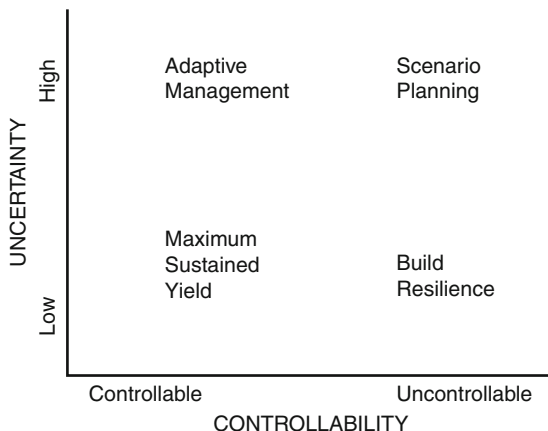 UNCERTAINTY
High
Low
Adaptive
Management
Scenario
Planning
Maximum
Sustained
Yield
Build
Resilience
Controllable
Uncontrollable
CONTROLLABILITY